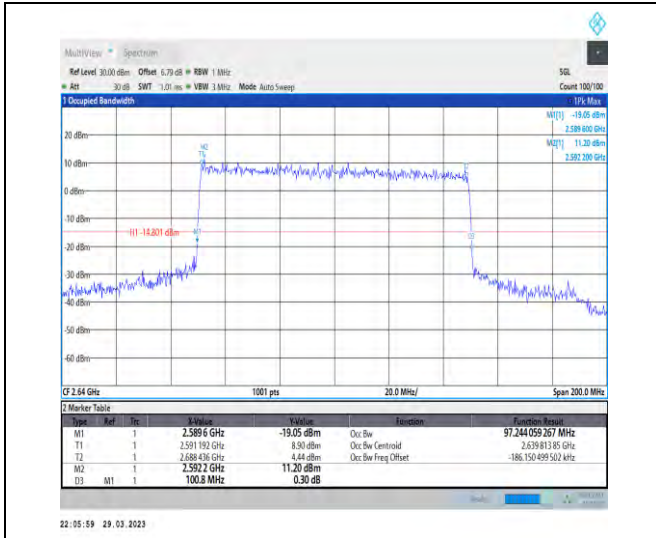 MultiView Spectrum
Ref Level 30.00 dBm Offset 6.79 dB RBW 1 MHz SGL
Att 30 dB SWT 1.01 ms VBW 3 MHz Mode Auto Sweep Count 100/100
1 Occupied Bandwidth 1Pk Max
M1[1] -19.05 dBm
2.589 600 GHz
M2[1] 11.20 dBm
2.592 200 GHz
20 dBm
M2
T1
10 dBm
0 dBm
-10 dBm
H1 -14.801 dBm
M1
D3
-20 dBm
-30 dBm
-40 dBm
-50 dBm
-60 dBm
CF 2.64 GHz 1001 pts 20.0 MHz/ Span 200.0 MHz
2 Marker Table
Type Ref Trc X-Value Y-Value Function Function Result
M1 1 2.589 6 GHz -19.05 dBm Occ Bw 97.244 059 267 MHz
T1 1 2.591 192 GHz 8.90 dBm Occ Bw Centroid 2.639 813 85 GHz
T2 1 2.688 436 GHz 4.44 dBm Occ Bw Freq Offset -186.150 499 502 kHz
M2 1 2.592 2 GHz 11.20 dBm
D3 M1 1 100.8 MHz 0.30 dB
22:05:59 29.03.2023